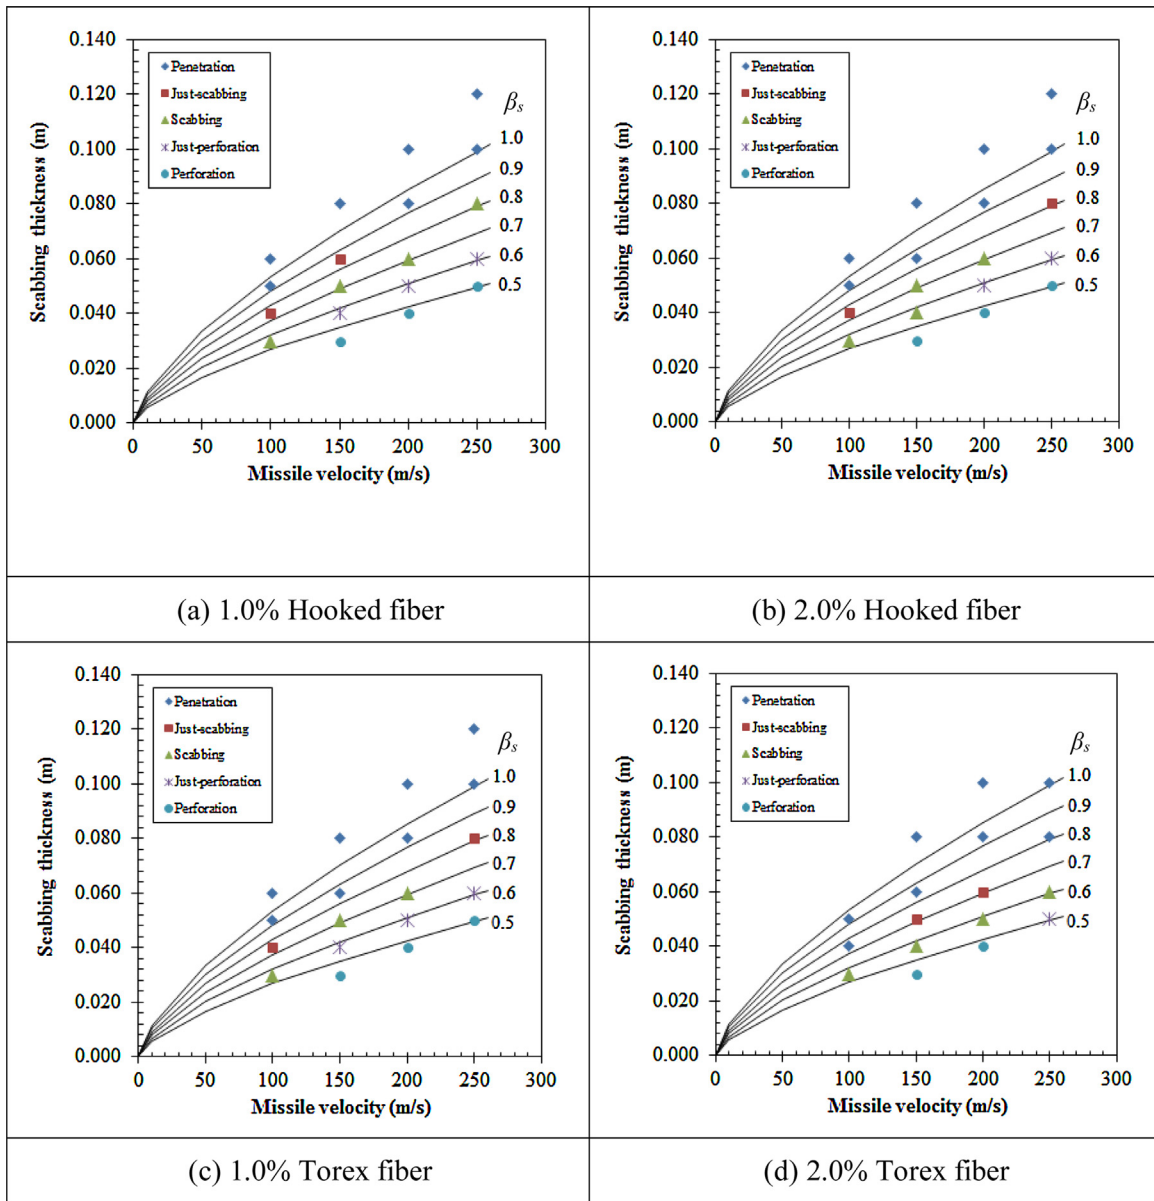 0.140
0.120
0.100
0.080
0.060
0.040
0.020
0.000
Scabbing thickness (m)
Penetration
Just-scabbing
Scabbing
Just-perforation
Perforation
βs
1.0
0.9
0.8
0.7
0.6
0.5
0 50 100 150 200 250 300
Missile velocity (m/s)
(a) 1.0% Hooked fiber
0.140
0.120
0.100
0.080
0.060
0.040
0.020
0.000
Scabbing thickness (m)
Penetration
Just-scabbing
Scabbing
Just-perforation
Perforation
βs
1.0
0.9
0.8
0.7
0.6
0.5
0 50 100 150 200 250 300
Missile velocity (m/s)
(b) 2.0% Hooked fiber
0.140
0.120
0.100
0.080
0.060
0.040
0.020
0.000
Scabbing thickness (m)
Penetration
Just-scabbing
Scabbing
Just-perforation
Perforation
βs
1.0
0.9
0.8
0.7
0.6
0.5
0 50 100 150 200 250 300
Missile velocity (m/s)
(c) 1.0% Torex fiber
0.140
0.120
0.100
0.080
0.060
0.040
0.020
0.000
Scabbing thickness (m)
Penetration
Just-scabbing
Scabbing
Just-perforation
Perforation
βs
1.0
0.9
0.8
0.7
0.6
0.5
0 50 100 150 200 250 300
Missile velocity (m/s)
(d) 2.0% Torex fiber